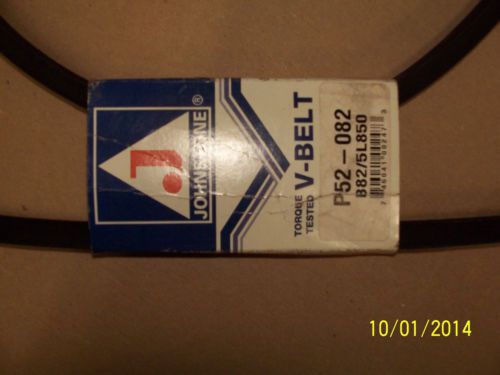 JOHNSTONE ®
TORQUE
TESTED
V-BELT
P52-082
B82/5L850
10/01/2014